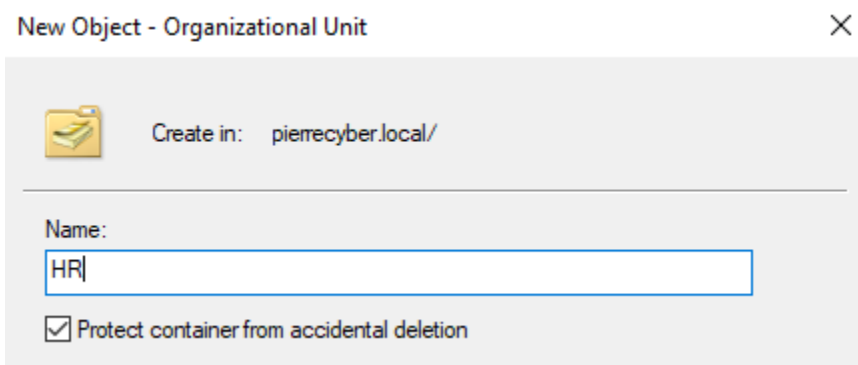 New Object - Organizational Unit
Create in: pierrecyber.local/
Name:
HR
Protect container from accidental deletion